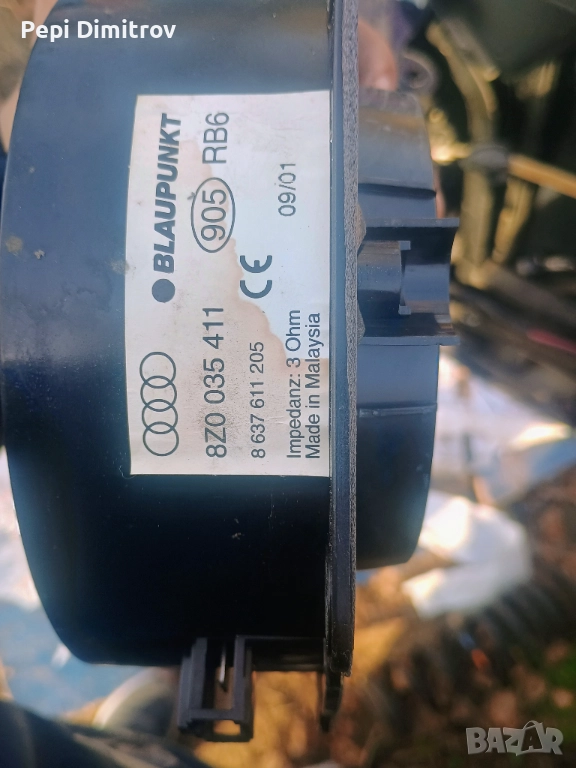 Pepi Dimitrov
BLAUPUNKT
905 RB6
09/01
8Z0 035 411
CE
8 637 611 205
Impedanz: 3 Ohm
Made in Malaysia
BAZAR